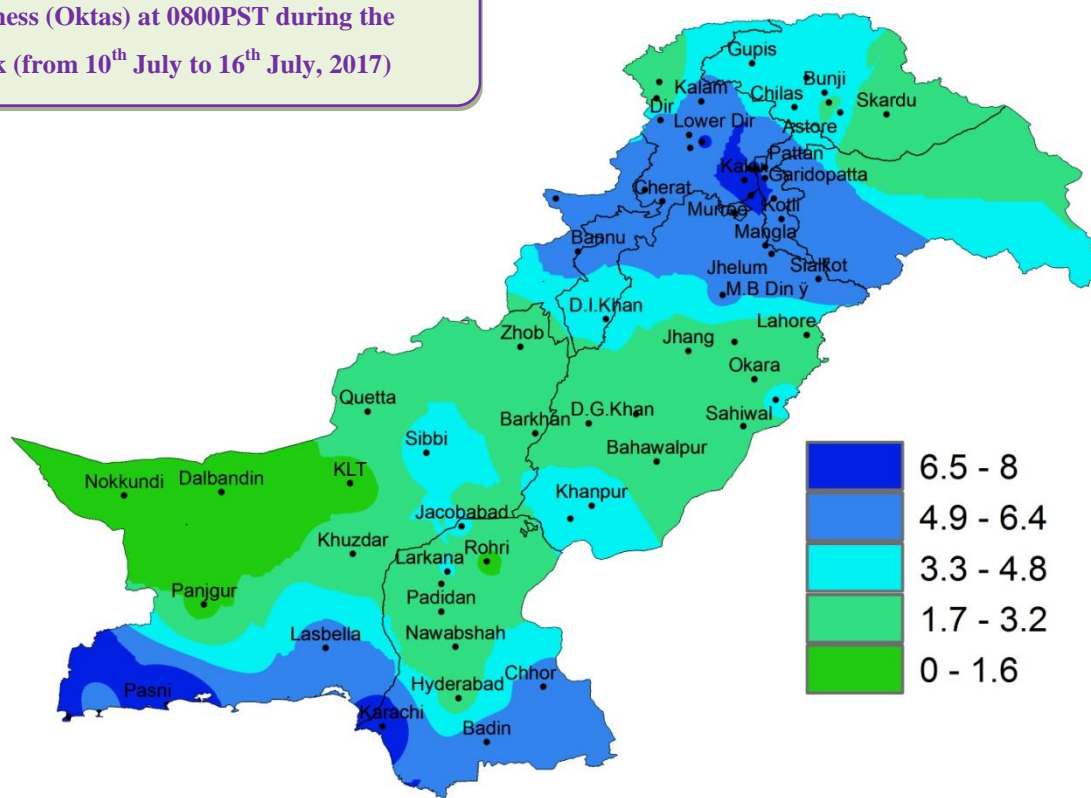 ness (Oktas) at 0800PST during the
k (from 10th July to 16th July, 2017)
Gupis
Bunji
Kalam
Chilas
Skardu
Dir
Lower Dir
Astore
Pattan
Garidopatta
Cherat
Kotli
Mangla
Bannu
Jhelum
Sialkot
M.B Din ÿ
D.I.Khan
Lahore
Zhob
Jhang
Okara
Quetta
Barkhan
D.G.Khan
Sahiwal
Sibbi
Bahawalpur
Nokkundi
Dalbandin
KLT
Khanpur
Jacobabad
Khuzdar
Larkana
Rohri
Panjgur
Padidan
Lasbella
Nawabshah
Chhor
Pasni
Hyderabad
Karachi
Badin
6.5 - 8
4.9 - 6.4
3.3 - 4.8
1.7 - 3.2
0 - 1.6